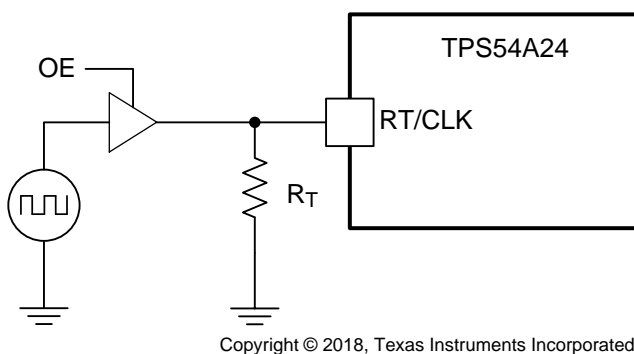 TPS54A24
OE
RT/CLK
RT
Copyright © 2018, Texas Instruments Incorporated